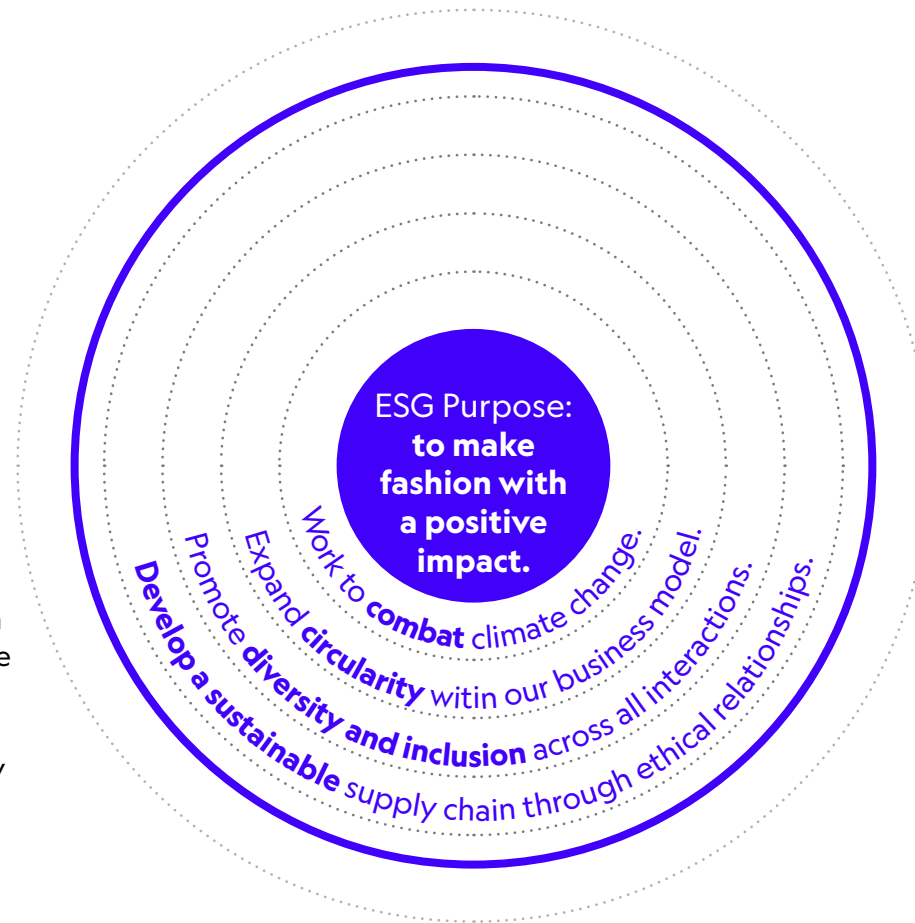 ESG Purpose:
to make
fashion with
a positive
impact.
Work to combat climate change.
Expand circularity witin our business model.
Promote diversity and inclusion across all interactions.
Develop a sustainable supply chain through ethical relationships.